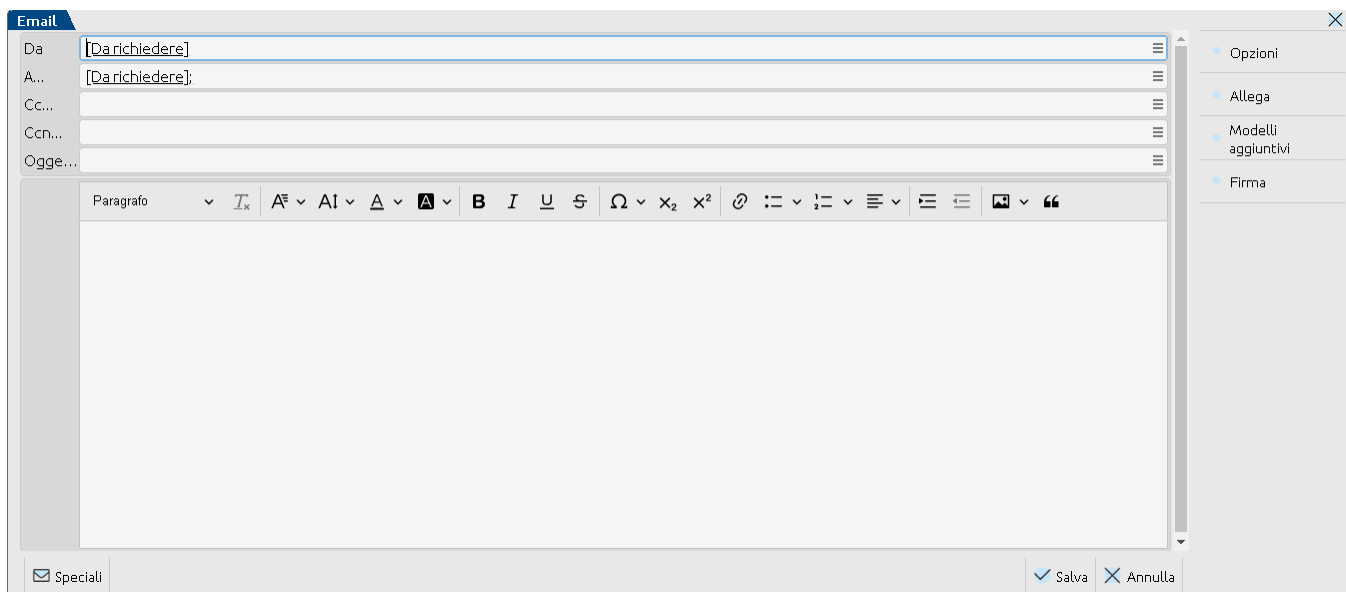 Email
Da [Da richiedere]
A... [Da richiedere];
Cc...
Ccn...
Ogge...
Opzioni
Allega
Modelli
aggiuntivi
Firma
Paragrafo
Speciali
Salva Annulla